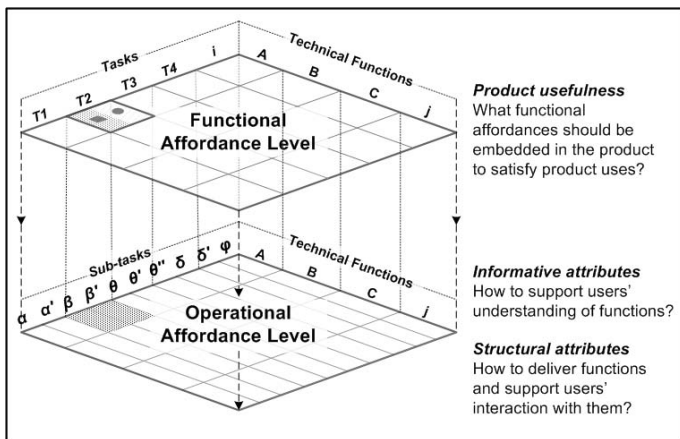 Tasks
T1
T2
T3
T4
i
Technical Functions
A
B
C
j
Functional
Affordance Level
Product usefulness
What functional
affordances should be
embedded in the product
to satisfy product uses?
Sub-tasks
α
α'
β
β'
θ
θ'
θ''
δ
δ'
φ
Technical Functions
A
B
C
j
Operational
Affordance Level
Informative attributes
How to support users'
understanding of functions?
Structural attributes
How to deliver functions
and support users'
interaction with them?